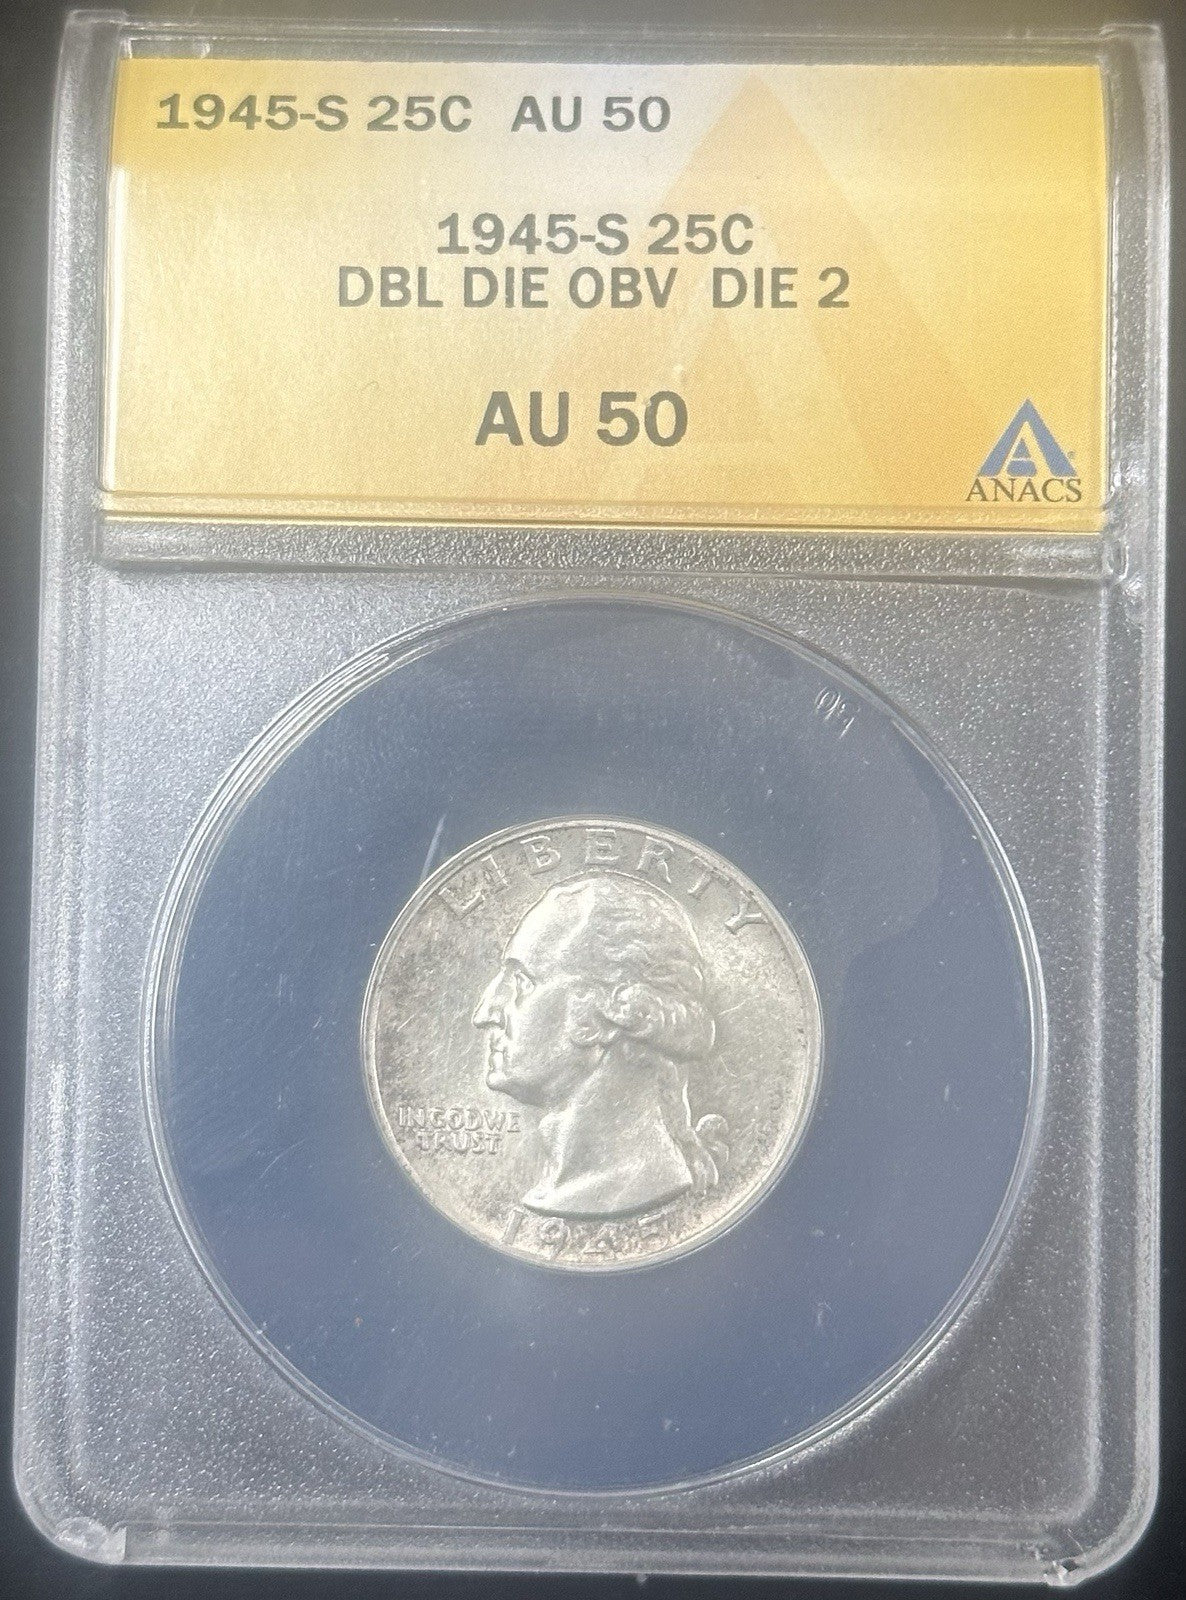 1945-S 25C AU 50
1945-S 25C
DBL DIE OBV DIE 2
AU 50
ANACS
LIBERTY
IN GOD WE
TRUST
1945